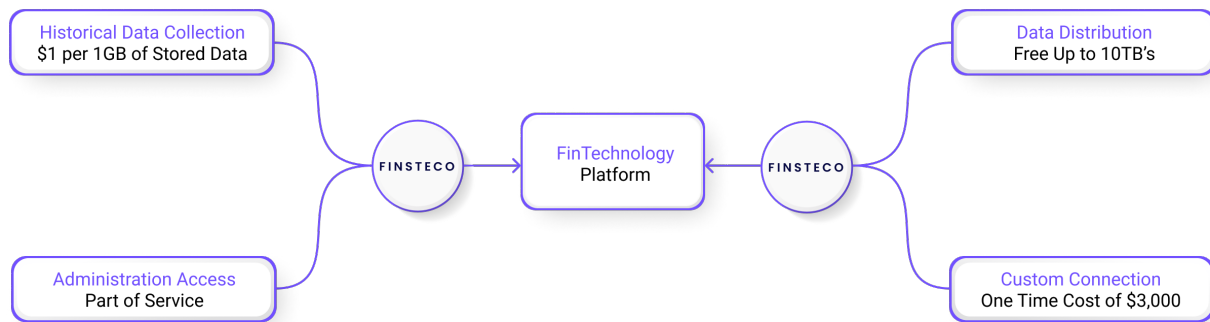 Historical Data Collection
$1 per 1GB of Stored Data
Data Distribution
Free Up to 10TB’s
FINSTECO
FinTechnology
Platform
FINSTECO
Administration Access
Part of Service
Custom Connection
One Time Cost of $3,000